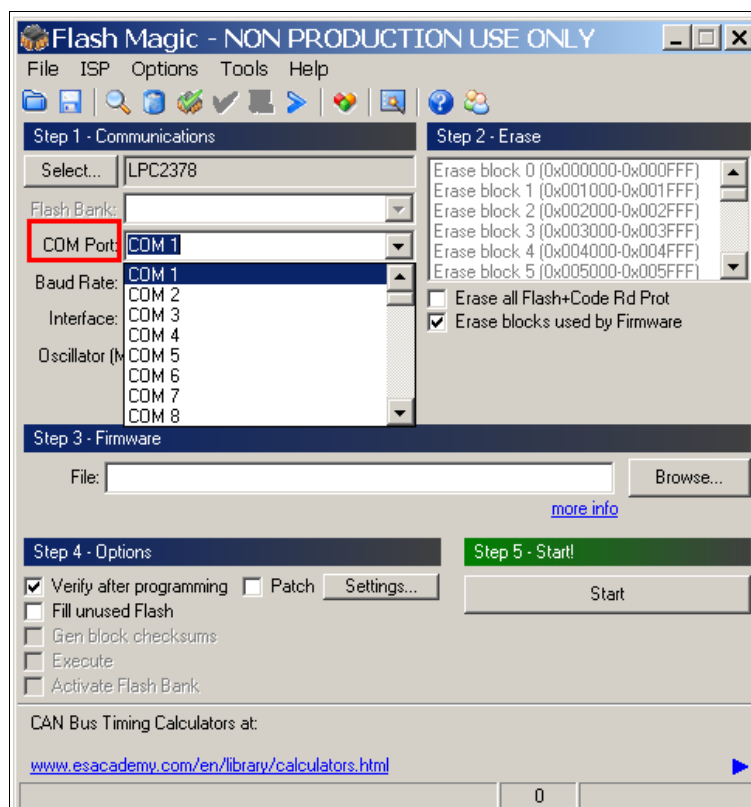 Flash Magic - NON PRODUCTION USE ONLY
File ISP Options Tools Help
Step 1 - Communications
Select... LPC2378
Flash Bank:
COM Port: COM 1
Baud Rate:
Interface:
Oscillator (M
COM 1
COM 2
COM 3
COM 4
COM 5
COM 6
COM 7
COM 8
Step 2 - Erase
Erase block 0 (0x000000-0x000FFF)
Erase block 1 (0x001000-0x001FFF)
Erase block 2 (0x002000-0x002FFF)
Erase block 3 (0x003000-0x003FFF)
Erase block 4 (0x004000-0x004FFF)
Erase block 5 (0x005000-0x005FFF)
Erase all Flash+Code Rd Prot
Erase blocks used by Firmware
Step 3 - Firmware
File: Browse...
more info
Step 4 - Options
Verify after programming Patch Settings...
Fill unused Flash
Gen block checksums
Execute
Activate Flash Bank
Step 5 - Start!
Start
CAN Bus Timing Calculators at:
www.esacademy.com/en/library/calculators.html
0